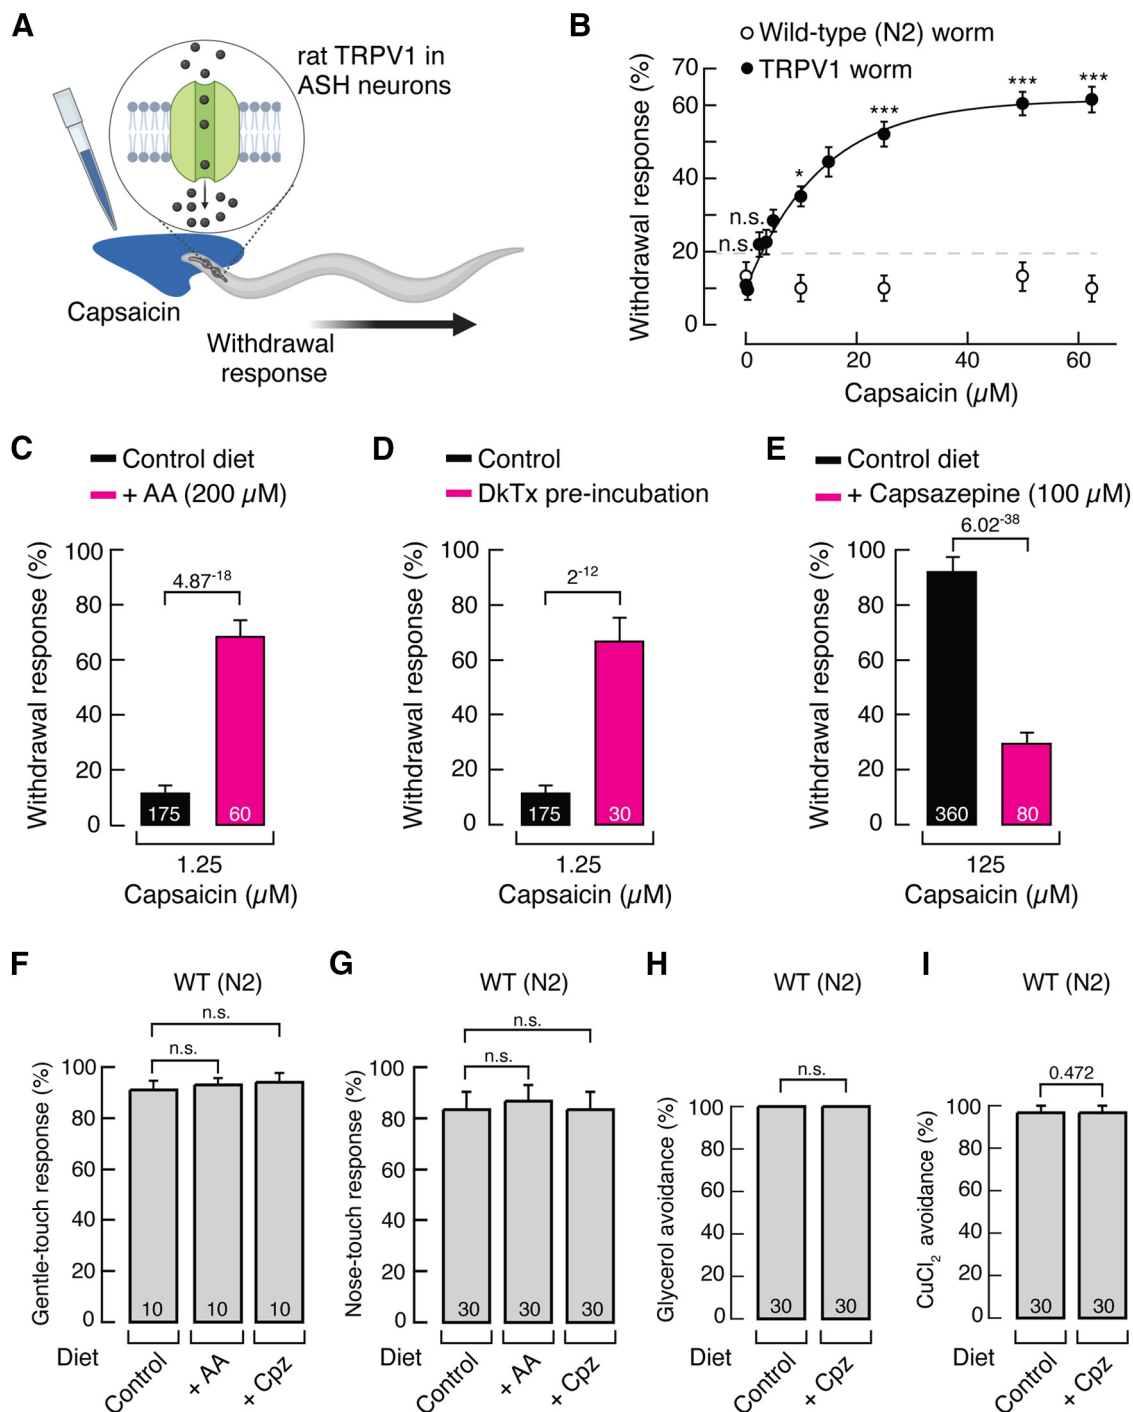 A
rat TRPV1 in
ASH neurons
Capsaicin
Withdrawal
response
B
Wild-type (N2) worm
TRPV1 worm
Withdrawal response (%)
70
60
40
20
0
n.s.
n.s.
*
***
***
***
0
20
40
60
Capsaicin (µM)
C
Control diet
+ AA (200 µM)
Withdrawal response (%)
100
80
60
40
20
0
4.87⁻¹⁸
175
60
1.25
Capsaicin (µM)
D
Control
DkTx pre-incubation
Withdrawal response (%)
100
80
60
40
20
0
2⁻¹²
175
30
1.25
Capsaicin (µM)
E
Control diet
+ Capsazepine (100 µM)
Withdrawal response (%)
100
80
60
40
20
0
6.02⁻³⁸
360
80
125
Capsaicin (µM)
F
WT (N2)
Gentle-touch response (%)
100
80
60
40
20
0
n.s.
n.s.
10
10
10
Diet
Control
+ AA
+ Cpz
G
WT (N2)
Nose-touch response (%)
100
80
60
40
20
0
n.s.
n.s.
30
30
30
Diet
Control
+ AA
+ Cpz
H
WT (N2)
Glycerol avoidance (%)
100
80
60
40
20
0
n.s.
30
30
Diet
Control
+ Cpz
I
WT (N2)
CuCl₂ avoidance (%)
100
80
60
40
20
0
0.472
30
30
Diet
Control
+ Cpz